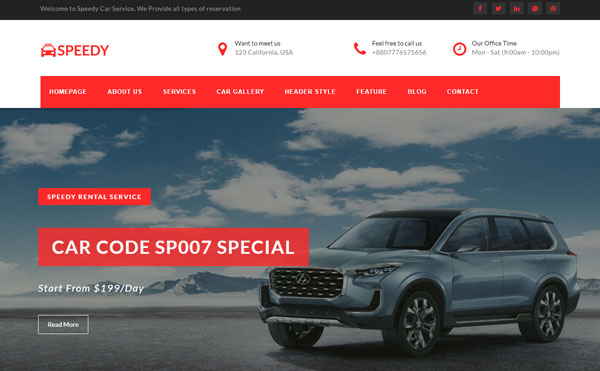 Welcome to Speedy Car Service. We Provide all types of reservation
SPEEDY
Want to meet us
123 California, USA
Feel free to call us
+8807776575656
Our Office Time
Mon - Sat (9:00am - 10:00pm)
HOMEPAGE ABOUT US SERVICES CAR GALLERY HEADER STYLE FEATURE BLOG CONTACT
SPEEDY RENTAL SERVICE
CAR CODE SP007 SPECIAL
Start From $199/Day
Read More